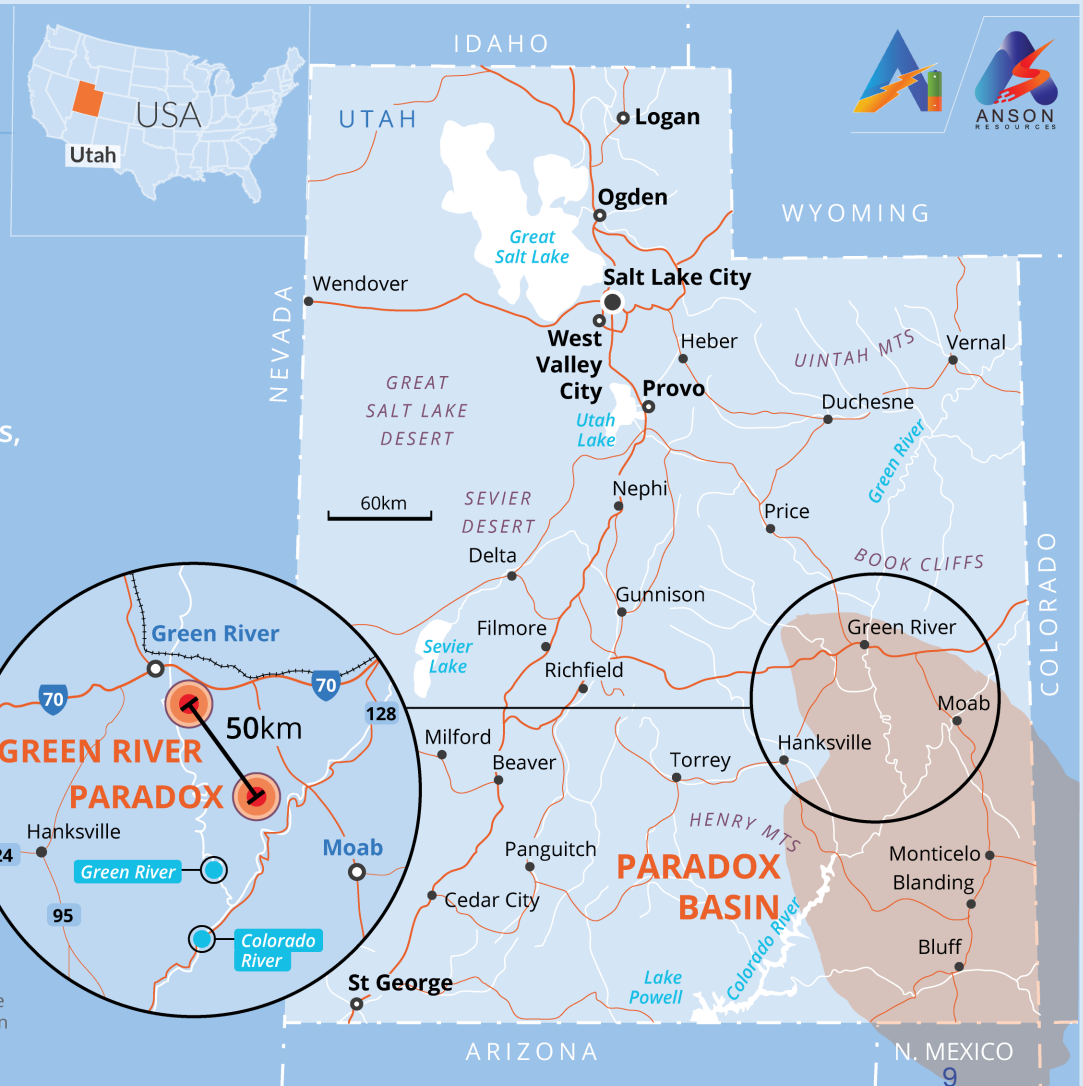 IDAHO
UTAH
USA
Utah
Logan
ANSON
RESOURCES
Ogden
WYOMING
Great
Salt Lake
Salt Lake City
Wendover
NEVADA
West
Valley
City
Heber
UINTAH MTS
Vernal
GREAT
SALT LAKE
DESERT
Provo
Duchesne
Utah
Lake
Green River
s,
60km
SEVIER
DESERT
Nephi
Price
Delta
BOOK CLIFFS
COLORADO
Gunnison
Filmore
Green River
Green River
Sevier
Lake
Richfield
70
70
128
50km
Moab
GREEN RIVER
PARADOX
Milford
Beaver
Torrey
Hanksville
Hanksville
24
HENRY MTS
Moab
Panguitch
PARADOX
BASIN
Monticelo
Blanding
Green River
95
Cedar City
Colorado River
Colorado
River
Bluff
St George
Lake
Powell
e
n
ARIZONA
N. MEXICO
9